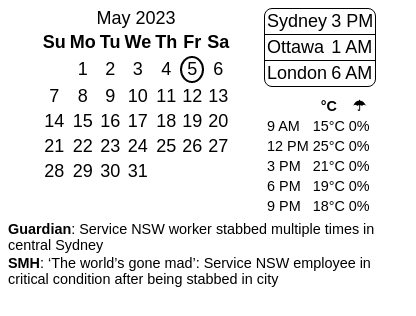 May 2023
Su Mo Tu We Th Fr Sa
1 2 3 4 5 6
7 8 9 10 11 12 13
14 15 16 17 18 19 20
21 22 23 24 25 26 27
28 29 30 31
Sydney 3 PM
Ottawa 1 AM
London 6 AM
°C ☂
9 AM 15°C 0%
12 PM 25°C 0%
3 PM 21°C 0%
6 PM 19°C 0%
9 PM 18°C 0%
Guardian: Service NSW worker stabbed multiple times in
central Sydney
SMH: ‘The world’s gone mad’: Service NSW employee in
critical condition after being stabbed in city